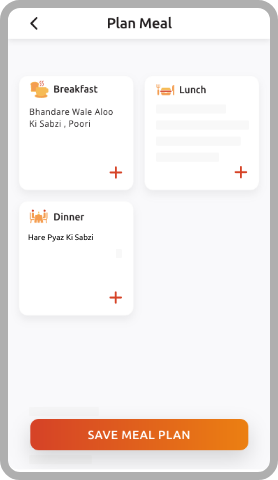 Plan Meal
Breakfast
Bhandare Wale Aloo
Ki Sabzi , Poori
Lunch
Dinner
Hare Pyaz Ki Sabzi
SAVE MEAL PLAN